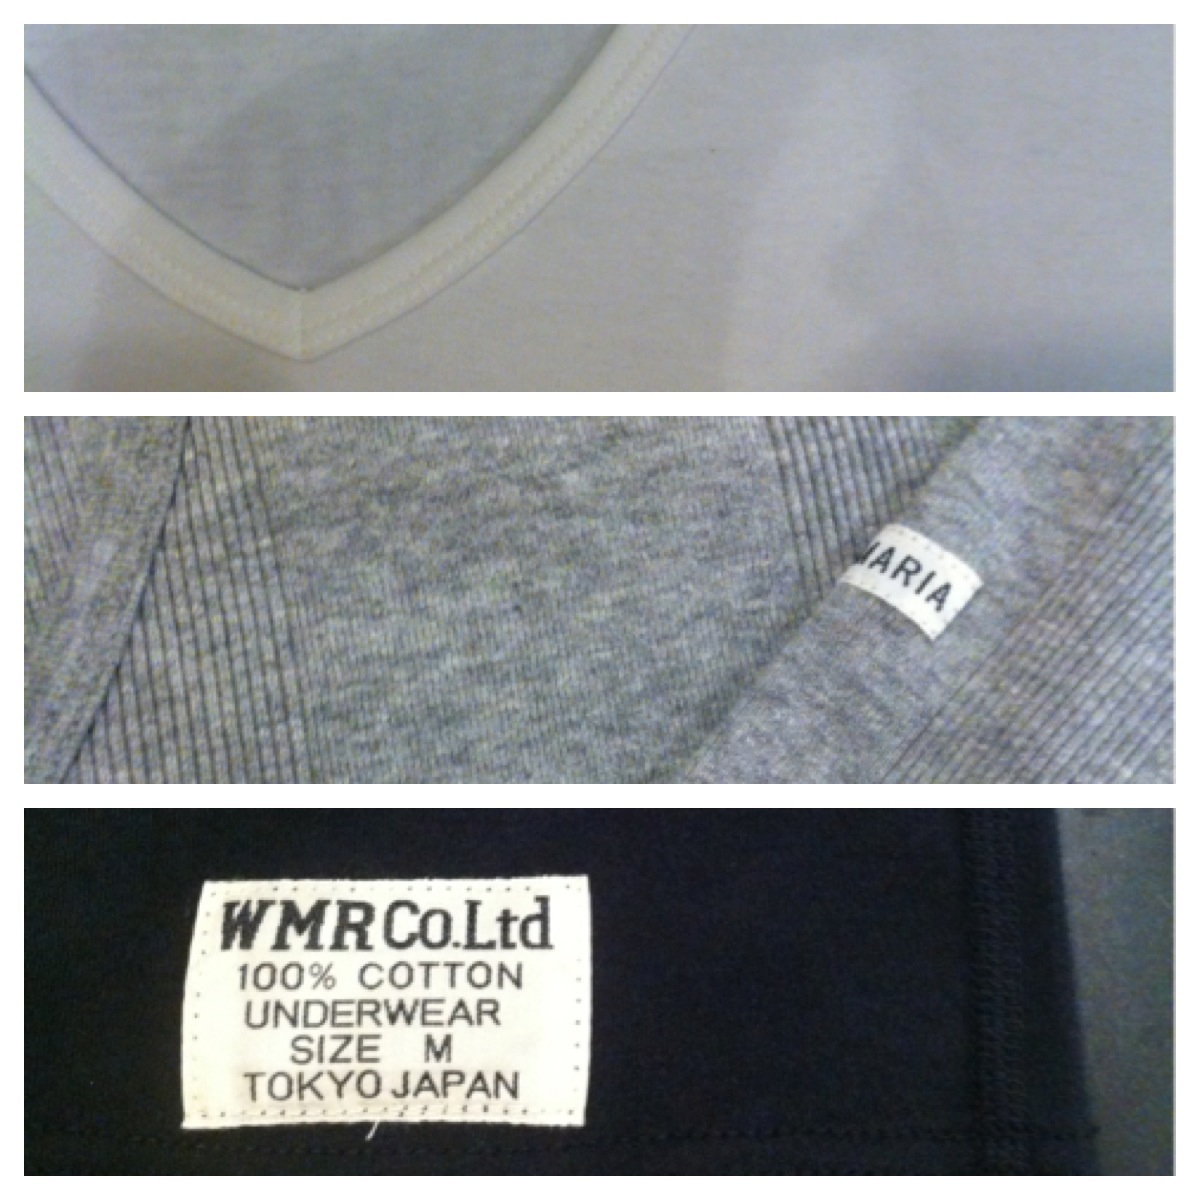 WMR Co.Ltd
100% COTTON
UNDERWEAR
SIZE M
TOKYO JAPAN